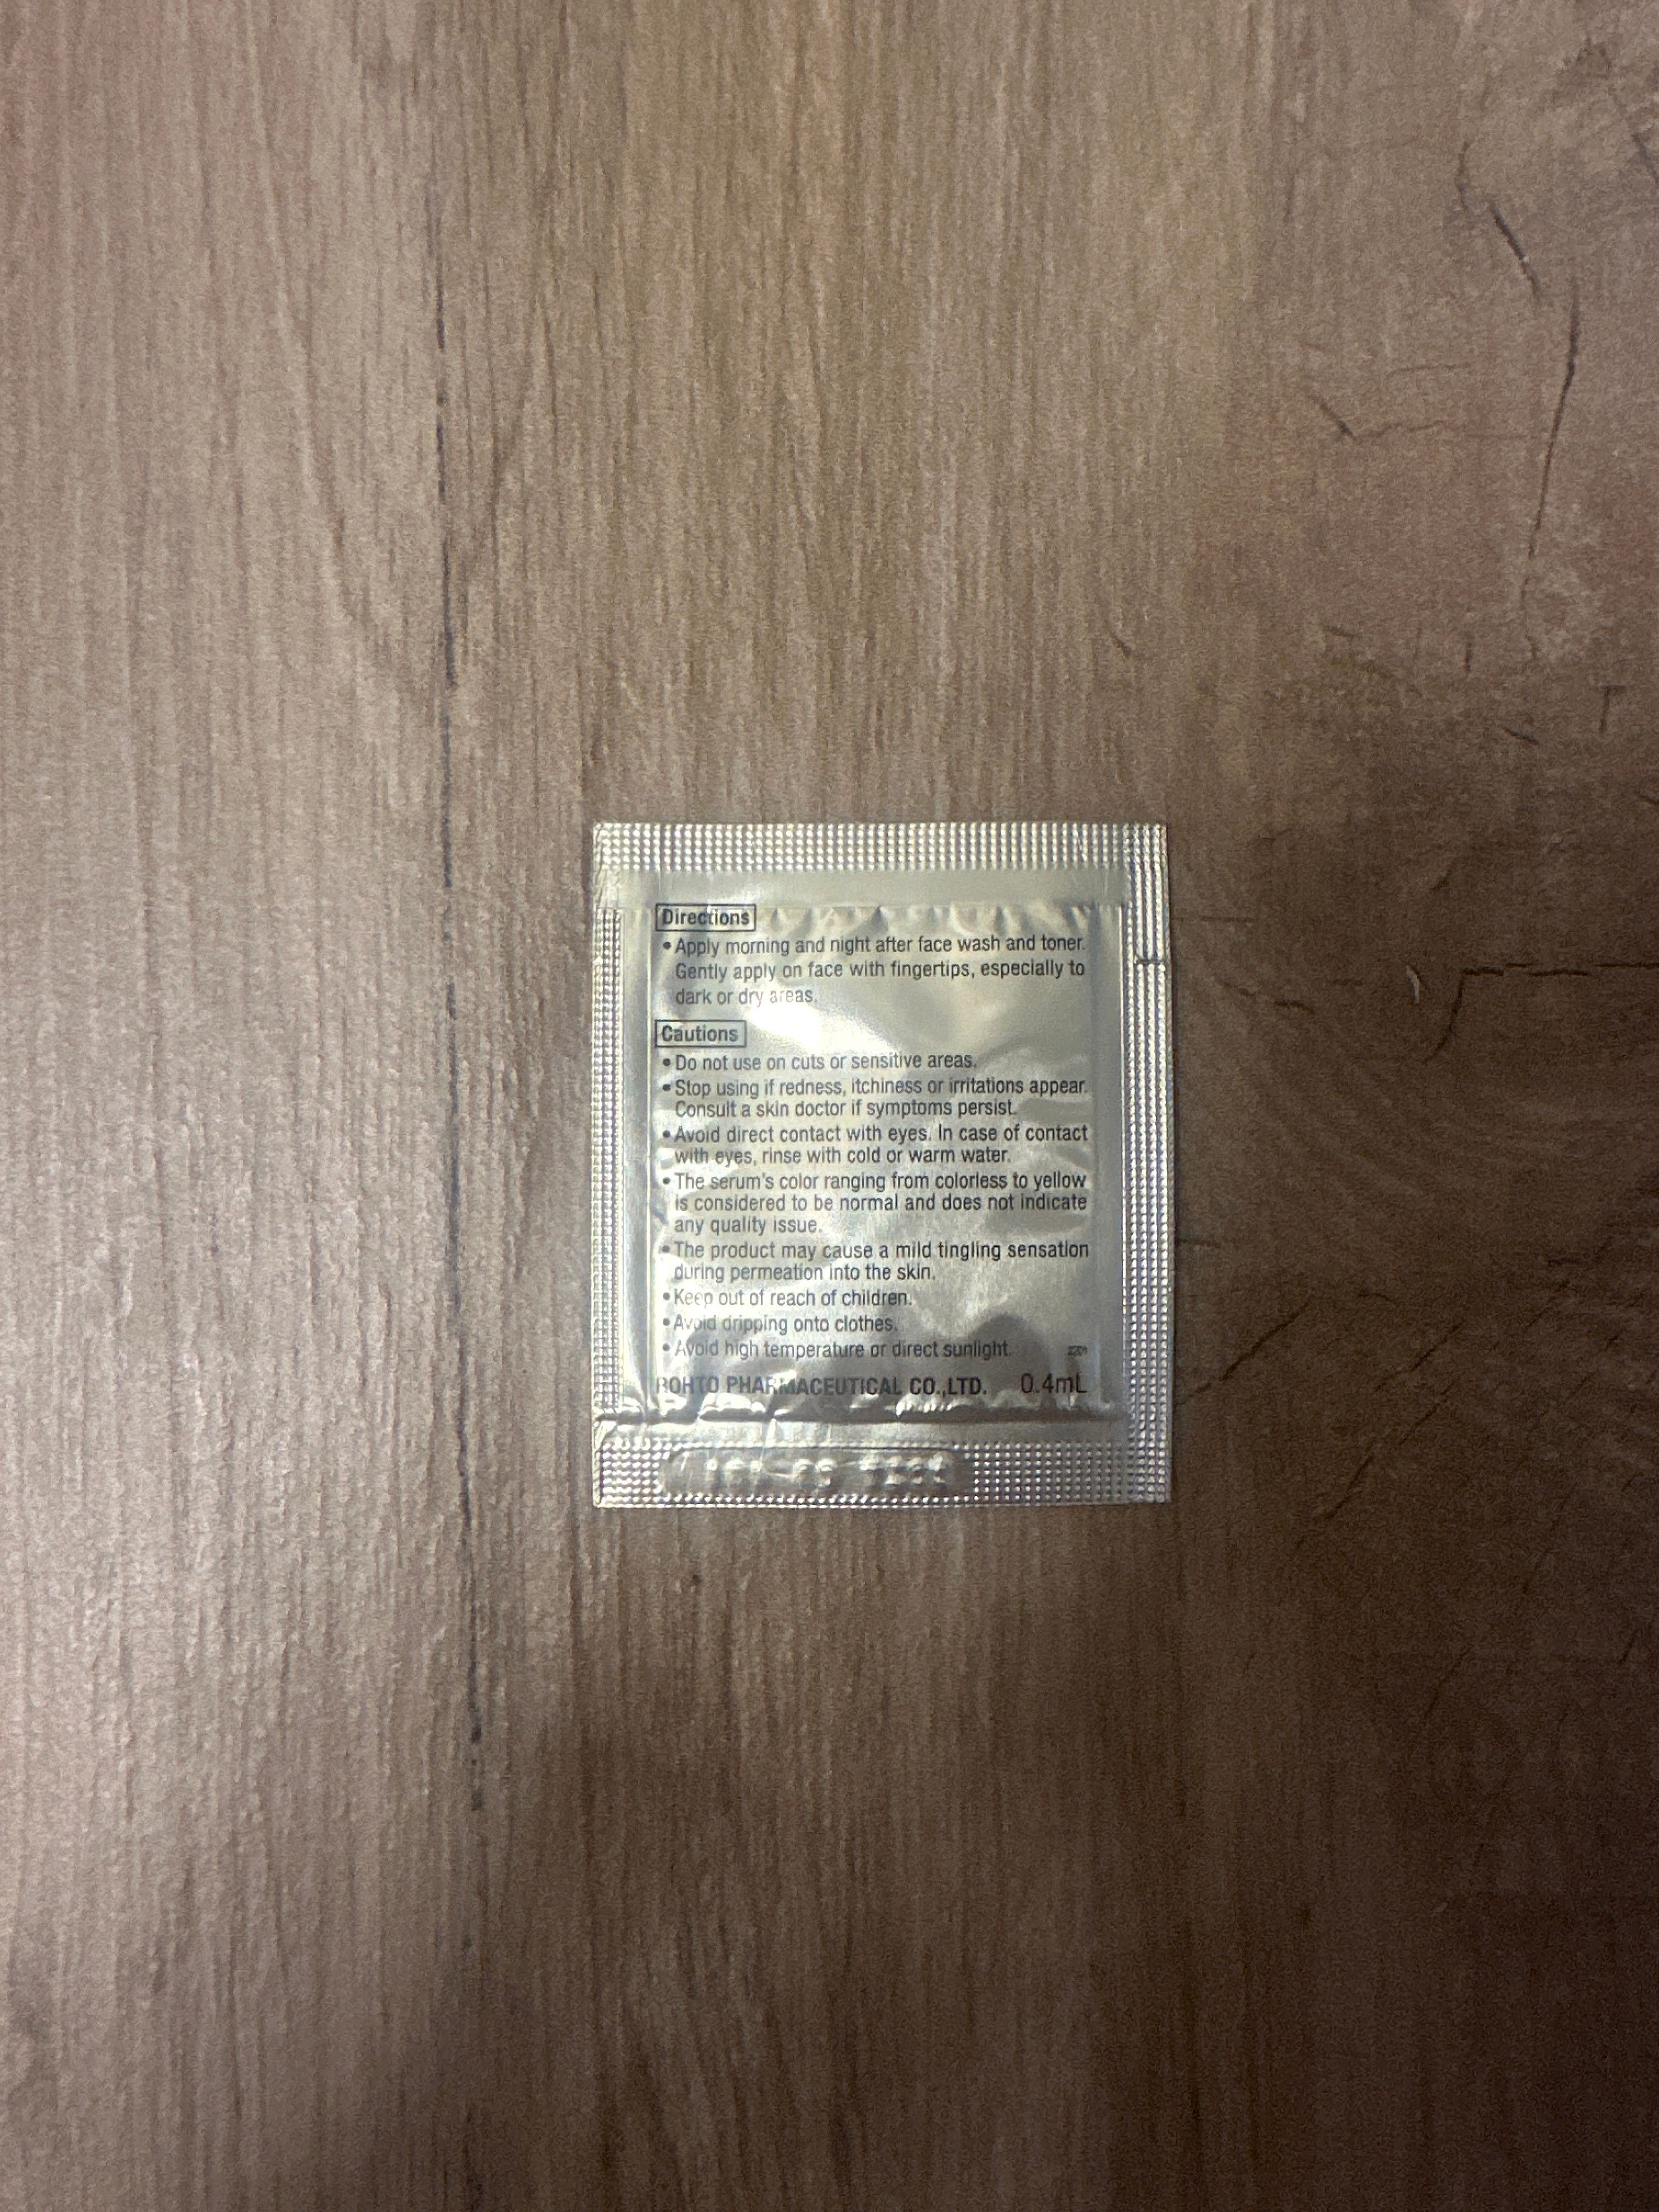 Directions
• Apply morning and night after face wash and toner.
Gently apply on face with fingertips, especially to
dark or dry areas.
Cautions
• Do not use on cuts or sensitive areas.
• Stop using if redness, itchiness or irritations appear.
Consult a skin doctor if symptoms persist.
• Avoid direct contact with eyes. In case of contact
with eyes, rinse with cold or warm water.
• The serum's color ranging from colorless to yellow
is considered to be normal and does not indicate
any quality issue.
• The product may cause a mild tingling sensation
during permeation into the skin.
• Keep out of reach of children.
• Avoid dripping onto clothes.
• Avoid high temperature or direct sunlight.
ROHTO PHARMACEUTICAL CO.,LTD. 0.4mL